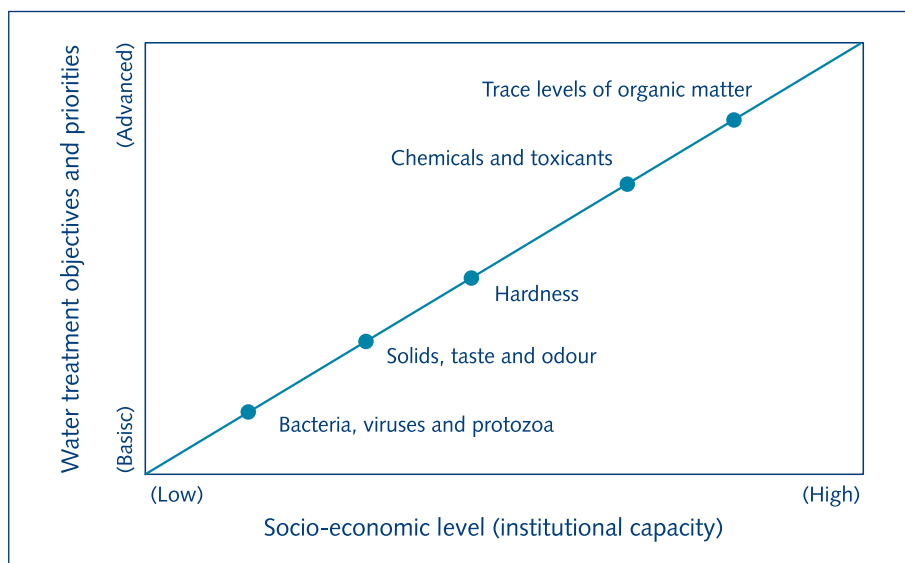 Water treatment objectives and priorities
(Advanced)
(Basisc)
Trace levels of organic matter
Chemicals and toxicants
Hardness
Solids, taste and odour
Bacteria, viruses and protozoa
(Low)
(High)
Socio-economic level (institutional capacity)